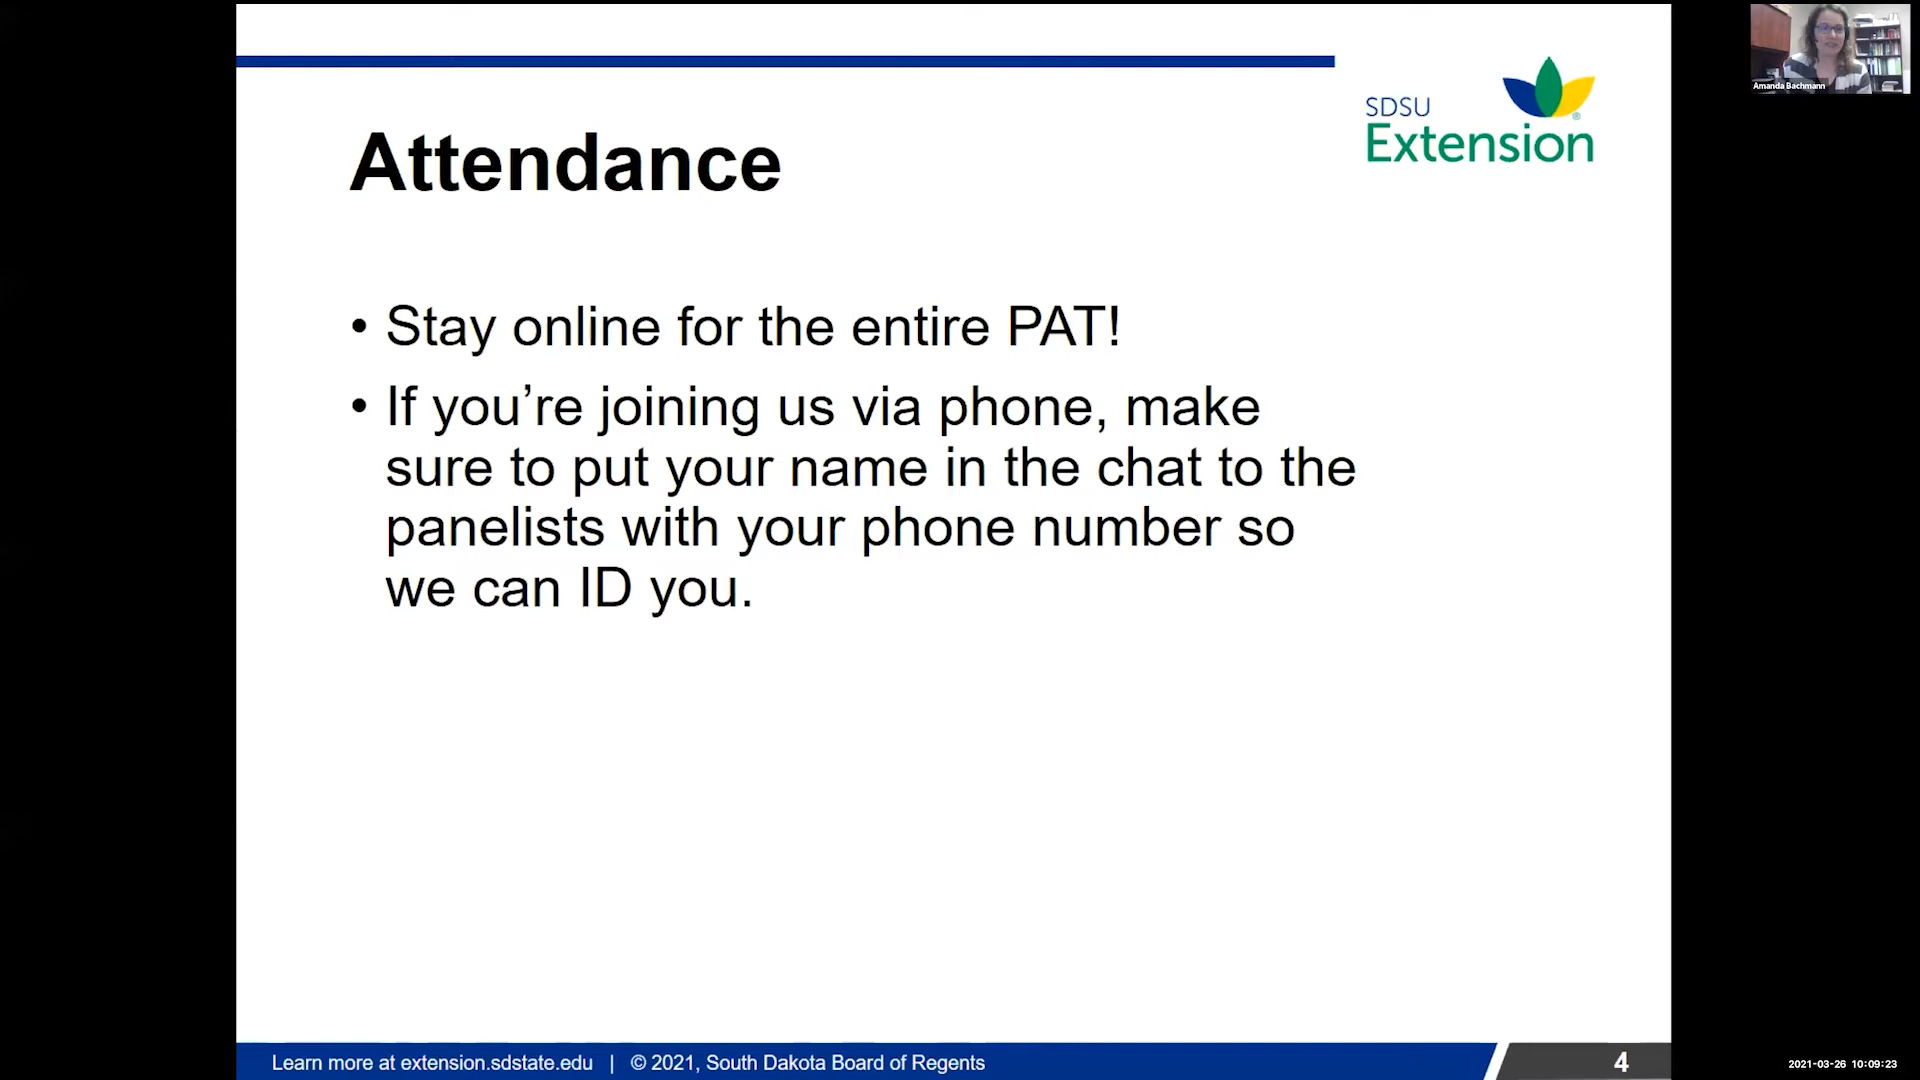 Amanda Bachmann
SDSU
Extension
®
Attendance
• Stay online for the entire PAT!
• If you’re joining us via phone, make
sure to put your name in the chat to the
panelists with your phone number so
we can ID you.
Learn more at extension.sdstate.edu | © 2021, South Dakota Board of Regents
4
2021-03-26 10:09:23